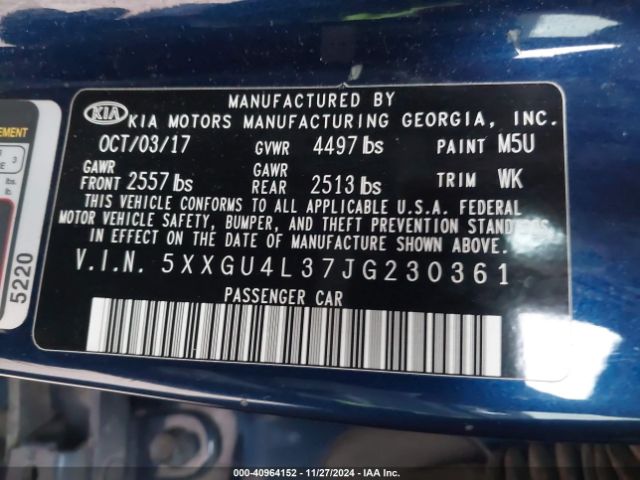 MANUFACTURED BY
KIA KIA MOTORS MANUFACTURING GEORGIA, INC.
OCT/03/17 GVWR 4497 lbs PAINT M5U
GAWR FRONT 2557 lbs GAWR REAR 2513 lbs TRIM WK
THIS VEHICLE CONFORMS TO ALL APPLICABLE U.S.A. FEDERAL
MOTOR VEHICLE SAFETY, BUMPER, AND THEFT PREVENTION STANDARDS
IN EFFECT ON THE DATE OF MANUFACTURE SHOWN ABOVE.
V.I.N. 5XXGU4L37JG230361
PASSENGER CAR
EMENT
3
lbs.
lbs.
5220
000-40964152 — 11/27/2024 — IAA Inc.